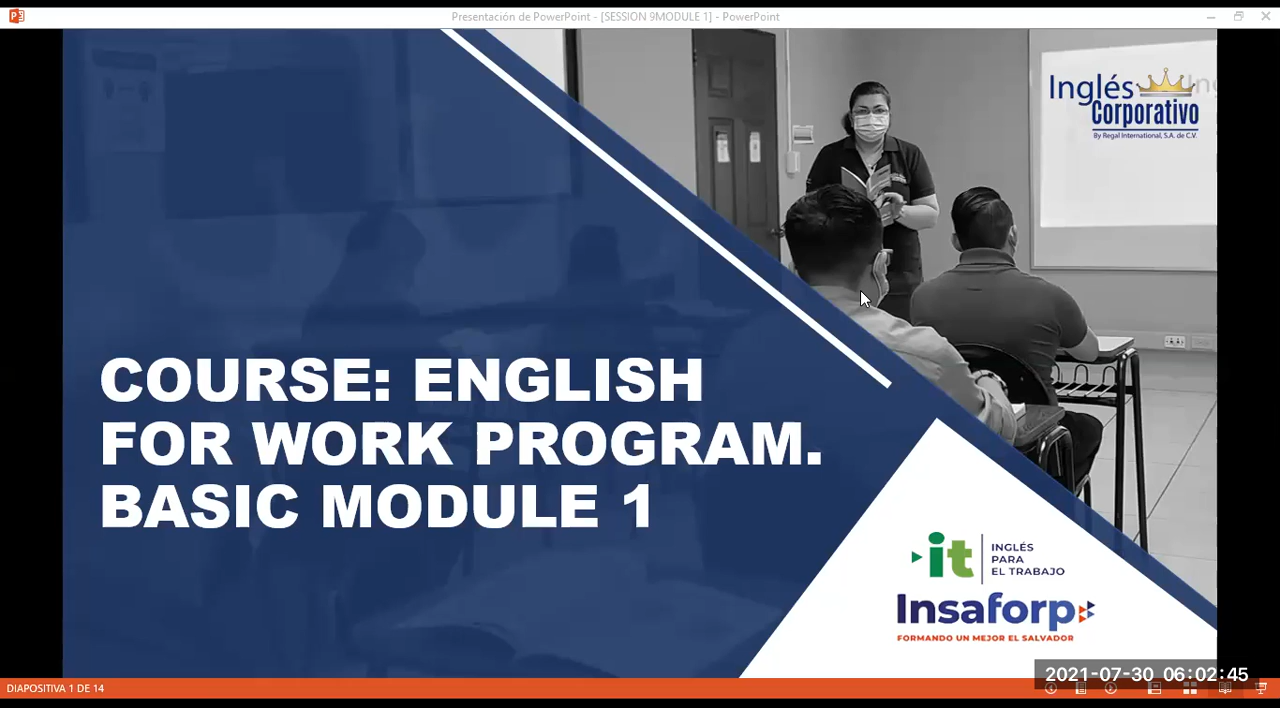 Presentación de PowerPoint - [SESSION 9MODULE 1] - PowerPoint
Inglés
Corporativo
By Regal International, S.A. de C.V.
COURSE: ENGLISH
FOR WORK PROGRAM.
BASIC MODULE 1
it
INGLÉS
PARA
EL TRABAJO
Insaforp
FORMANDO UN MEJOR EL SALVADOR
2021-07-30 06:02:45
DIAPOSITIVA 1 DE 14